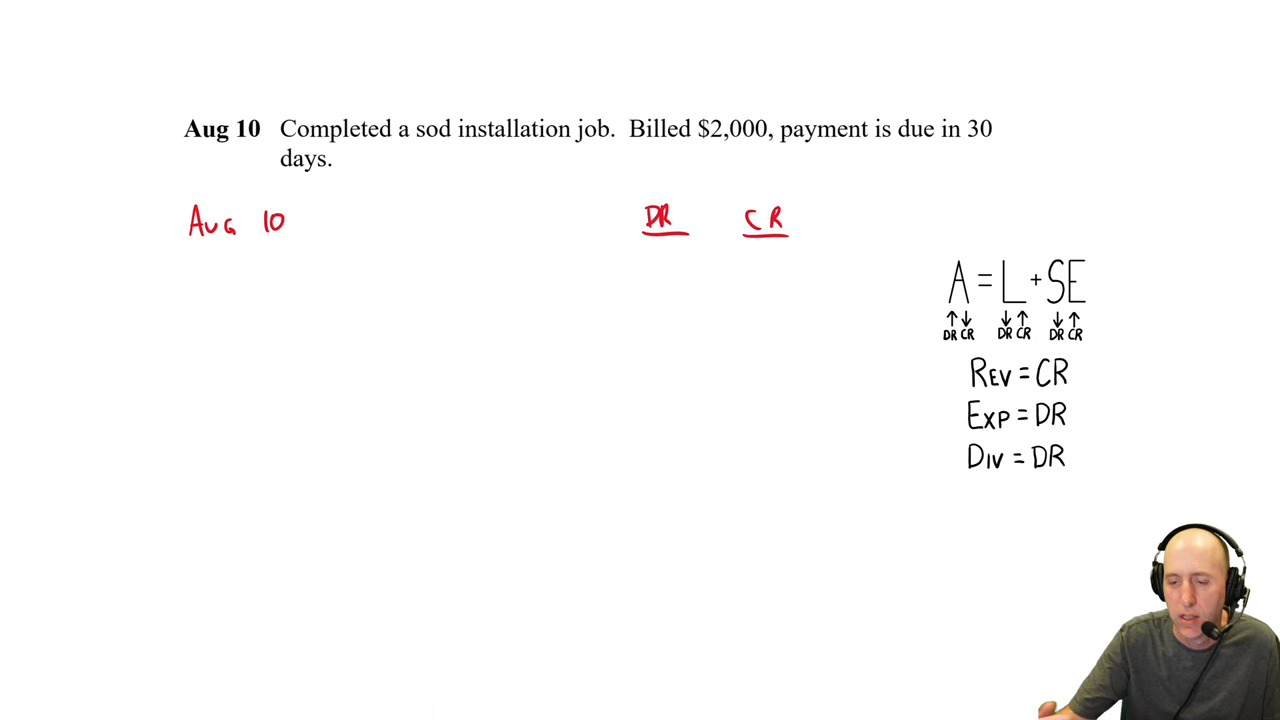 Aug 10 Completed a sod installation job. Billed $2,000, payment is due in 30
days.
AUG 10 DR CR
A = L + SE
↑ ↓ ↓ ↑ ↓ ↑
DR CR DR CR DR CR
REV = CR
EXP = DR
DIV = DR